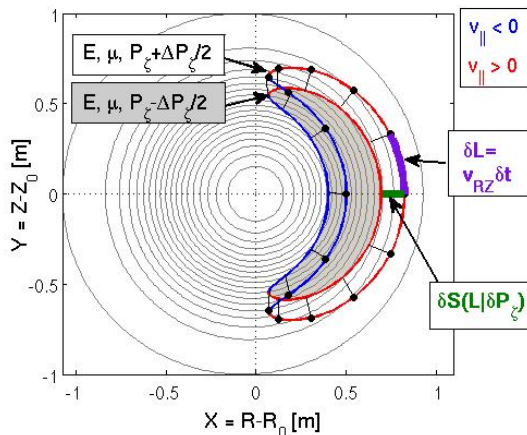 E, μ, P_ζ+ΔP_ζ/2
E, μ, P_ζ-ΔP_ζ/2
v_|| < 0
v_|| > 0
δL=
v_RZ δt
δS(L|δP_ζ)
1
0.5
0
-0.5
-1
Y = Z-Z_0 [m]
-1 -0.5 0 0.5 1
X = R-R_0 [m]